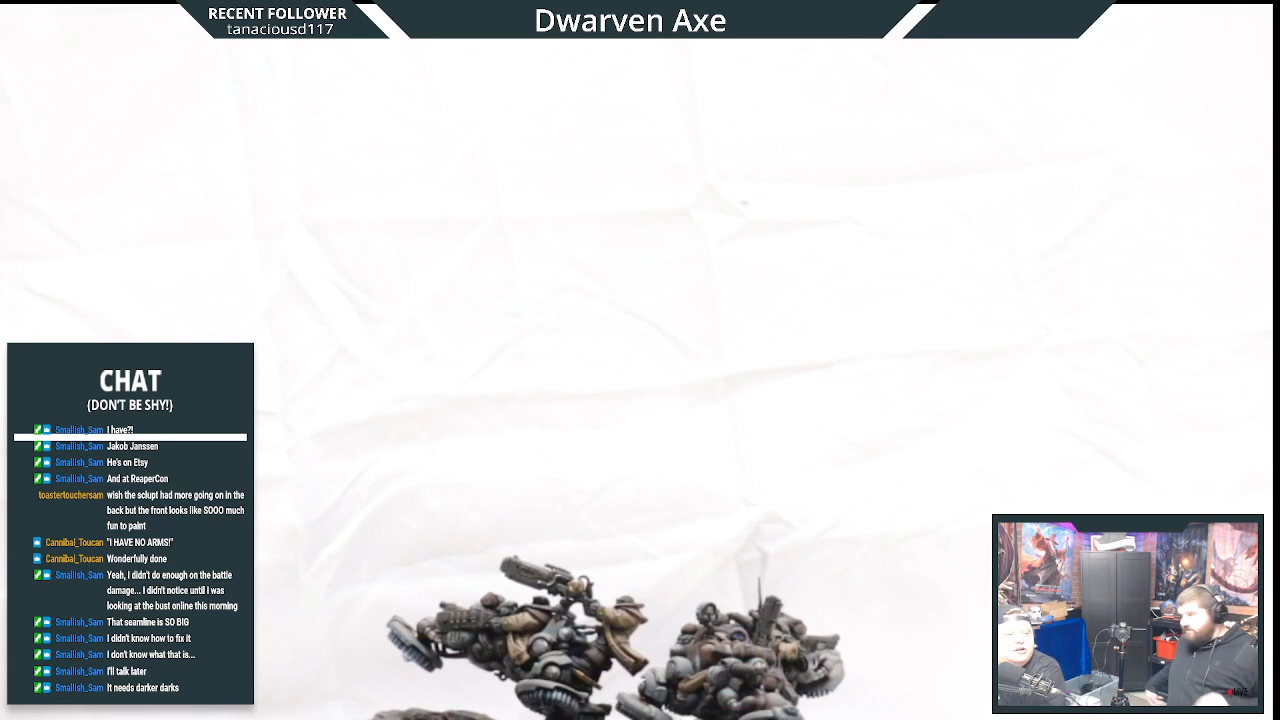 RECENT FOLLOWER
tanaciousd117
Dwarven Axe
CHAT
(DON'T BE SHY!)
Smallish_Sam I have?!
Smallish_Sam Jakob Janssen
Smallish_Sam He's on Etsy
Smallish_Sam And at ReaperCon
toastertouchersam wish the sclupt had more going on in the
back but the front looks like SOOO much
fun to paint
Cannibal_Toucan "I HAVE NO ARMS!"
Cannibal_Toucan Wonderfully done
Smallish_Sam Yeah, I didn't do enough on the battle
damage... I didn't notice until I was
looking at the bust online this morning
Smallish_Sam That seamline is SO BIG
Smallish_Sam I didn't know how to fix it
Smallish_Sam I don't know what that is...
Smallish_Sam I'll talk later
Smallish_Sam It needs darker darks
LIVE